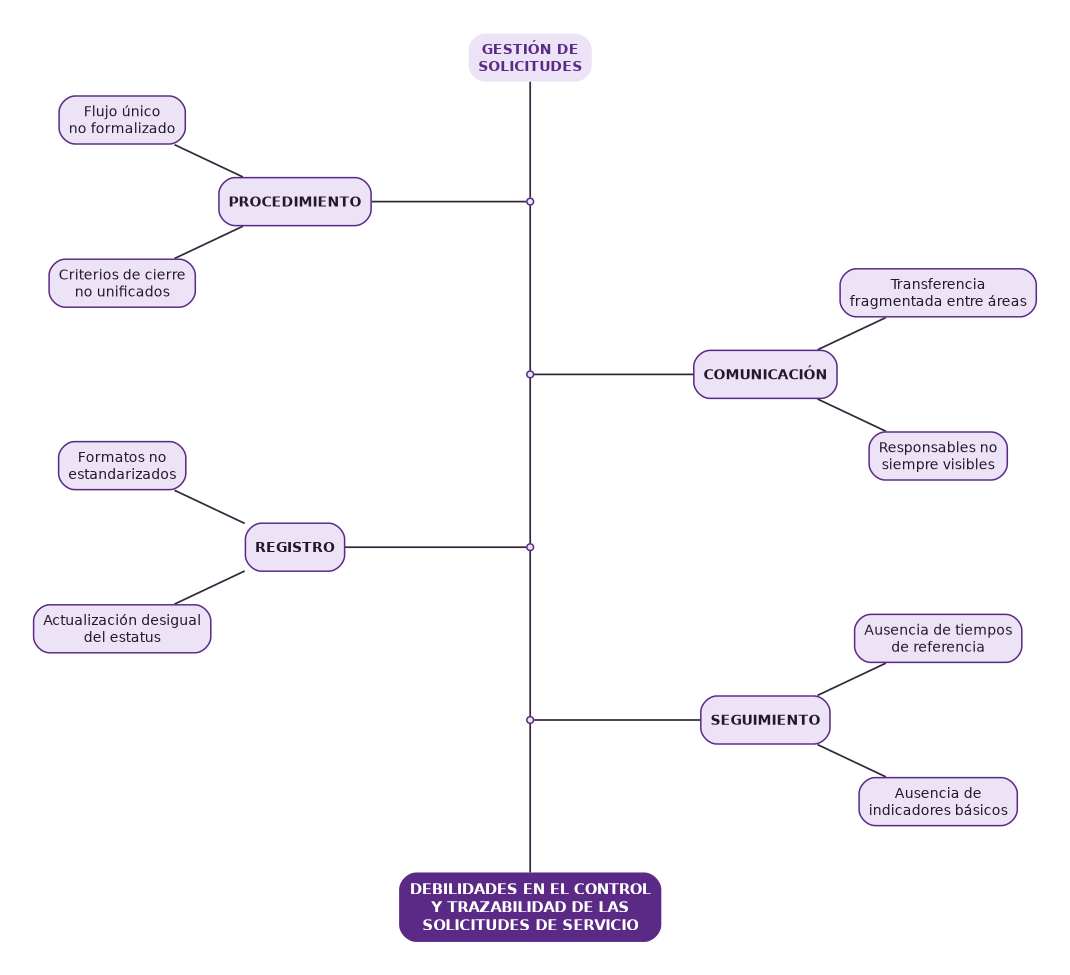 GESTIÓN DE
SOLICITUDES
Flujo único
no formalizado
PROCEDIMIENTO
Criterios de cierre
no unificados
Transferencia
fragmentada entre áreas
COMUNICACIÓN
Responsables no
siempre visibles
Formatos no
estandarizados
REGISTRO
Actualización desigual
del estatus
Ausencia de tiempos
de referencia
SEGUIMIENTO
Ausencia de
indicadores básicos
DEBILIDADES EN EL CONTROL
Y TRAZABILIDAD DE LAS
SOLICITUDES DE SERVICIO